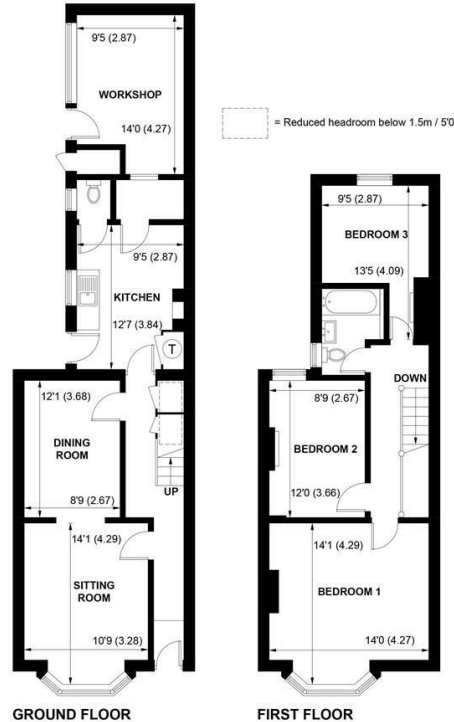 9'5 (2.87)
WORKSHOP
14'0 (4.27)
= Reduced headroom below 1.5m / 5'0
9'5 (2.87)
KITCHEN
12'7 (3.84)
T
12'1 (3.68)
DINING
ROOM
8'9 (2.67)
UP
14'1 (4.29)
SITTING
ROOM
10'9 (3.28)
GROUND FLOOR
9'5 (2.87)
BEDROOM 3
13'5 (4.09)
DOWN
8'9 (2.67)
BEDROOM 2
12'0 (3.66)
14'1 (4.29)
BEDROOM 1
14'0 (4.27)
FIRST FLOOR